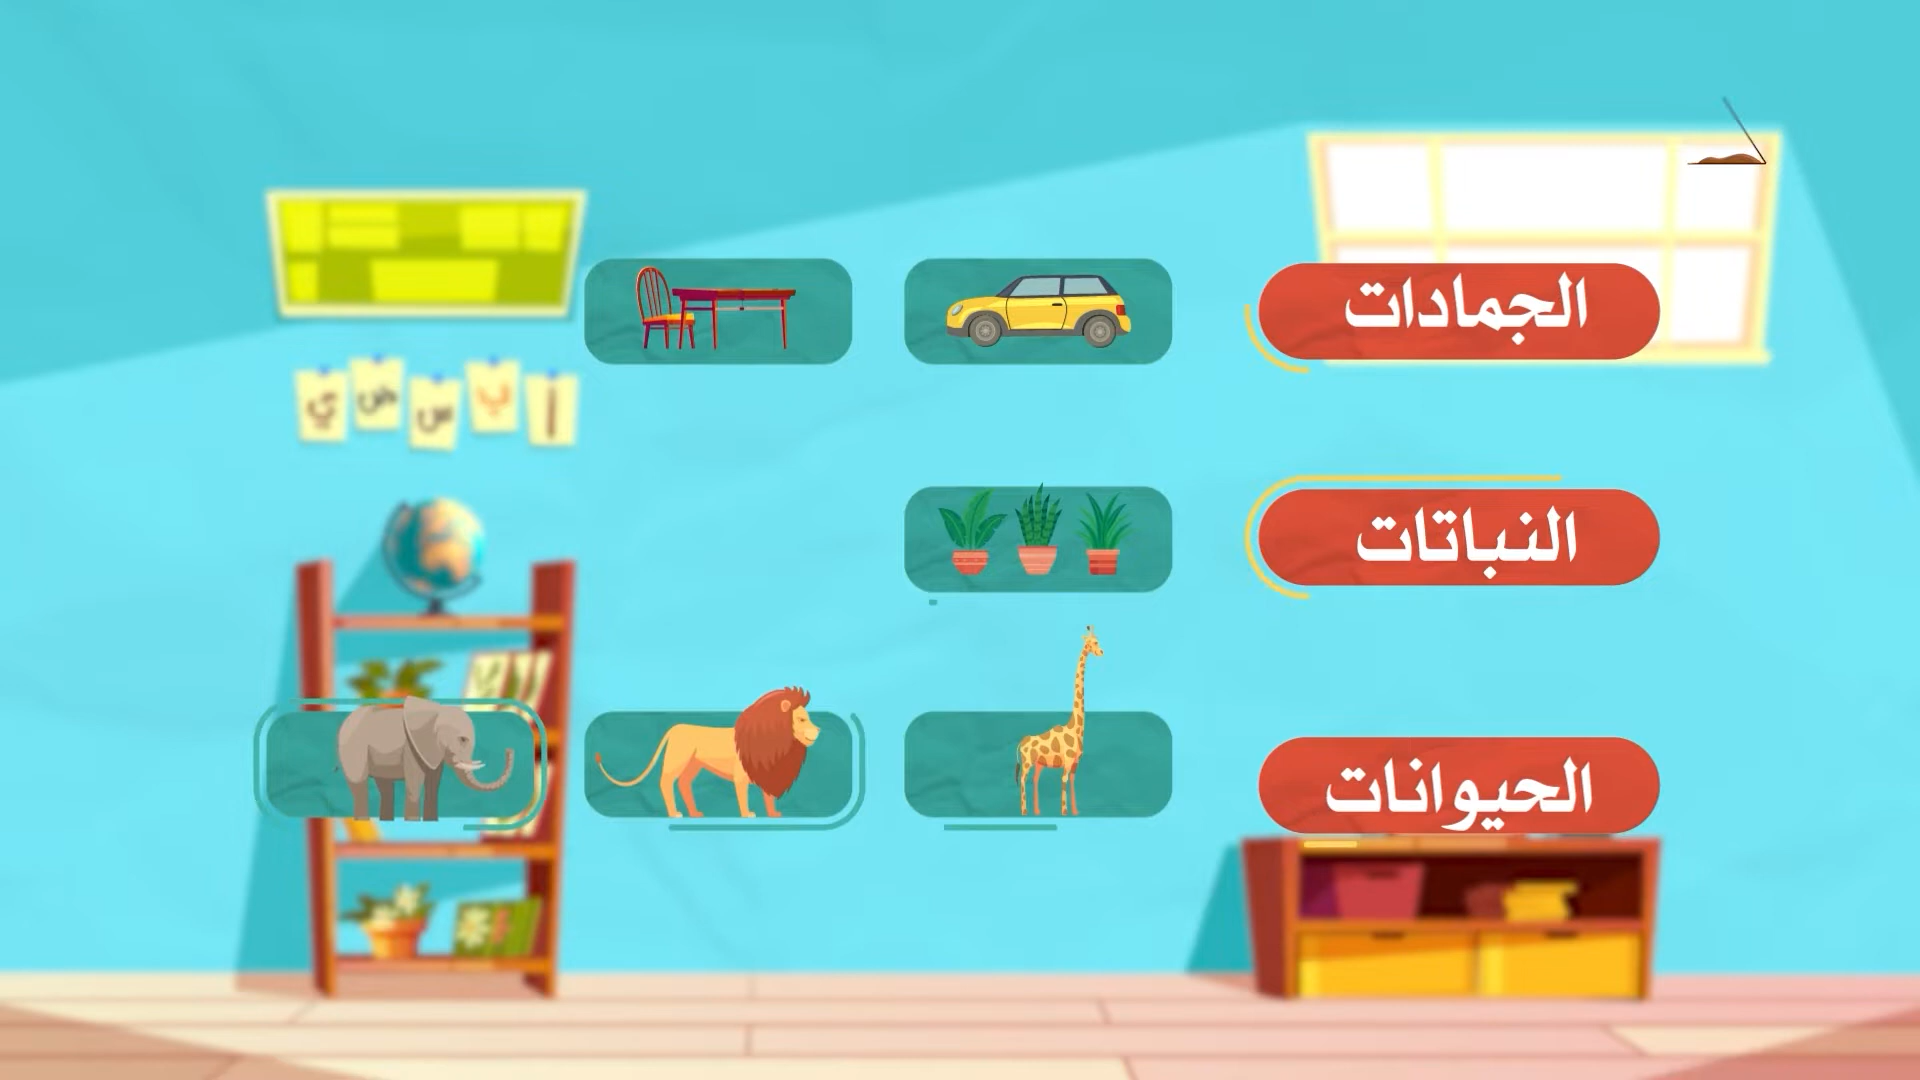 الجمادات
النباتات
الحيوانات
أ ب س ض ي